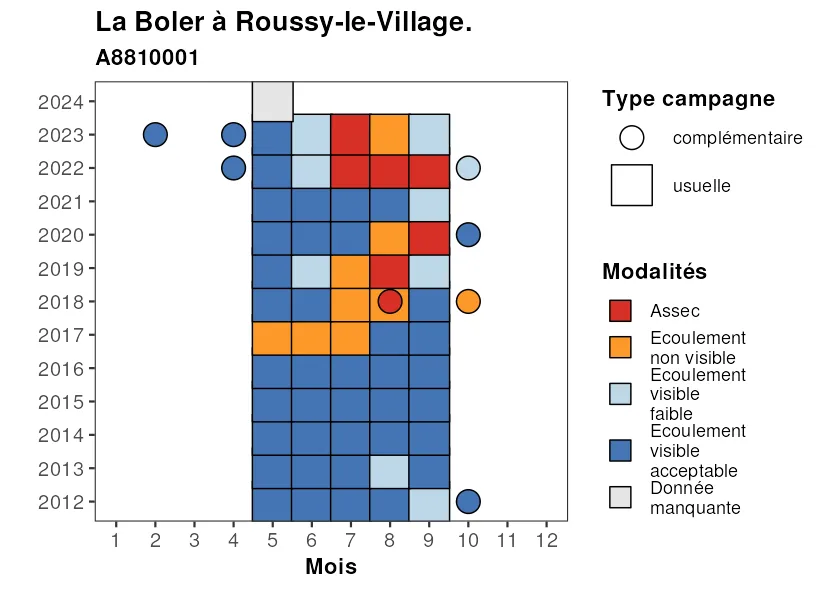 La Boler à Roussy-le-Village.
A8810001
2024
2023
2022
2021
2020
2019
2018
2017
2016
2015
2014
2013
2012
1 2 3 4 5 6 7 8 9 10 11 12
Mois
Type campagne
complémentaire
usuelle
Modalités
Assec
Ecoulement
non visible
Ecoulement
visible
faible
Ecoulement
visible
acceptable
Donnée
manquante